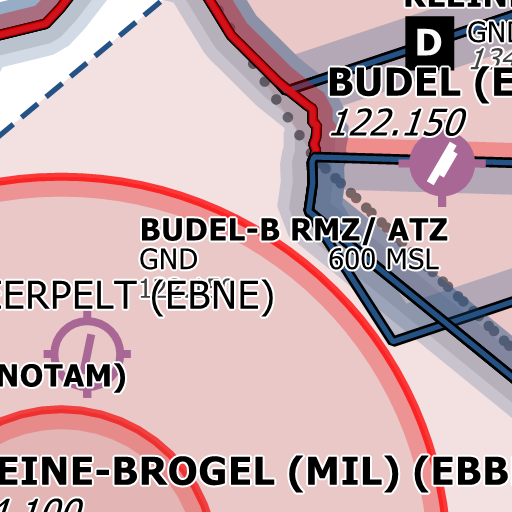 D
GND
BUDEL (E
122.150
BUDEL-B RMZ/ ATZ
GND
600 MSL
ERPELT (EBNE)
NOTAM)
EINE-BROGEL (MIL) (EBB